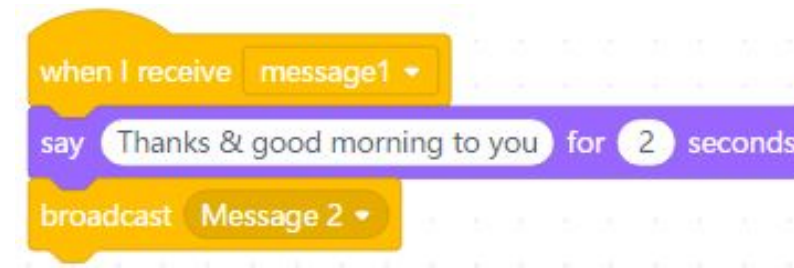 when I receive message1
say Thanks & good morning to you for 2 seconds
broadcast Message 2